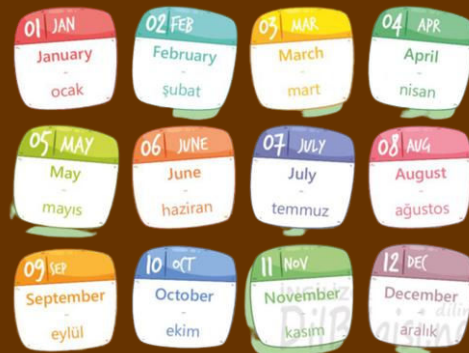 01 JAN
January
-
ocak
02 FEB
February
-
şubat
03 MAR
March
-
mart
04 APR
April
-
nisan
05 MAY
May
-
mayıs
06 JUNE
June
-
haziran
07 JULY
July
-
temmuz
08 AUG
August
-
ağustos
09 SEP
September
-
eylül
10 OCT
October
-
ekim
11 NOV
November
-
kasım
12 DEC
December
-
aralık